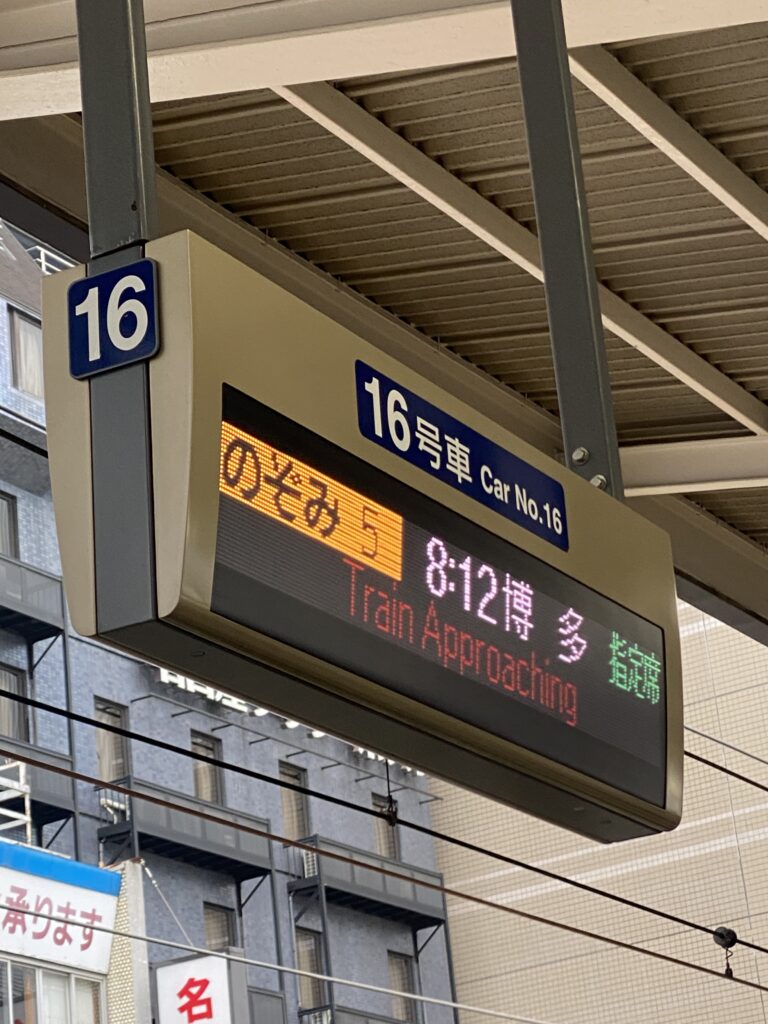 16
16号車 Car No.16
のぞみ 5 8:12 博多 指定席
Train Approaching
承ります
名